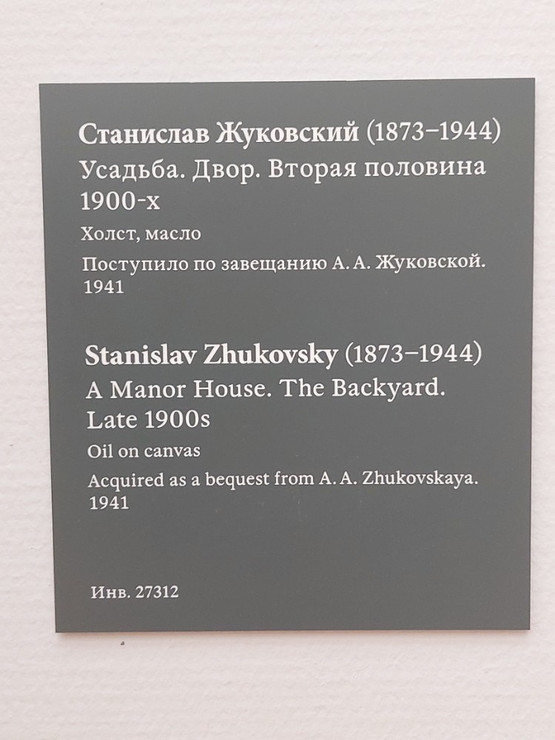 Станислав Жуковский (1873–1944)
Усадьба. Двор. Вторая половина
1900-х
Холст, масло
Поступило по завещанию А. А. Жуковской.
1941
Stanislav Zhukovsky (1873–1944)
A Manor House. The Backyard.
Late 1900s
Oil on canvas
Acquired as a bequest from A. A. Zhukovskaya.
1941
Инв. 27312